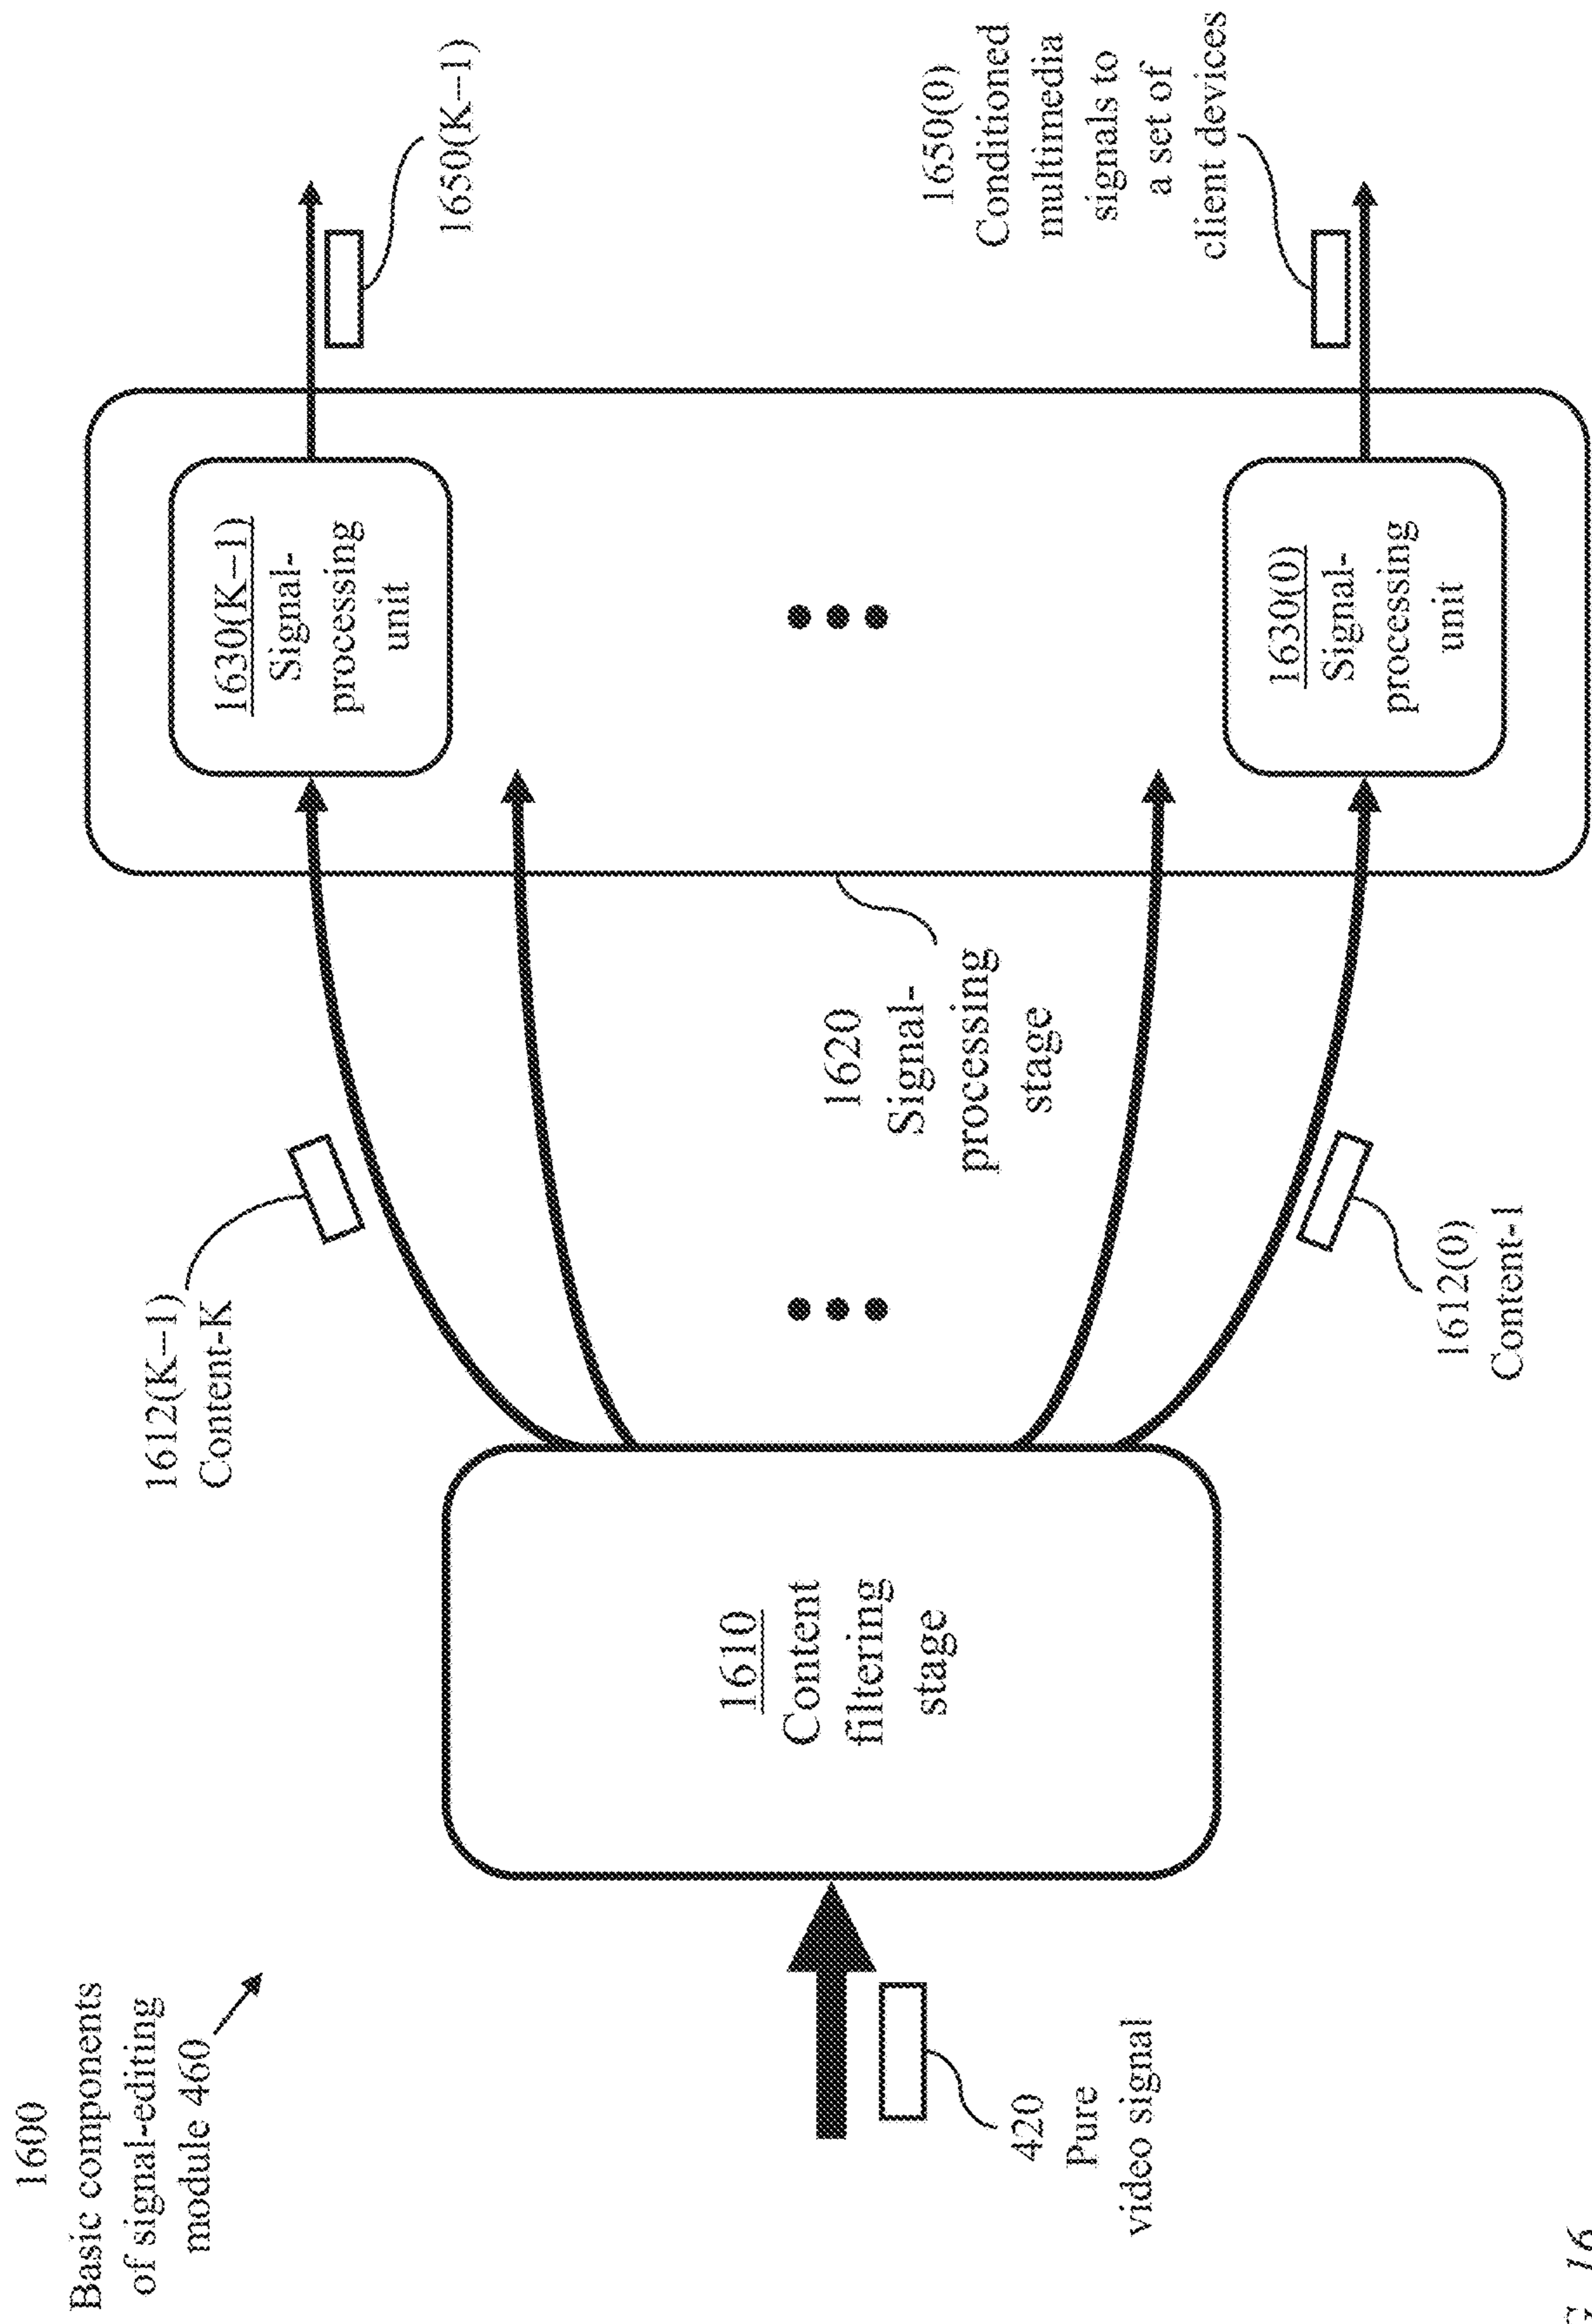 1600
Basic components
of signal-editing
module 460
420
Pure
video signal
1610
Content
filtering
stage
1612(K–1)
Content-K
1612(0)
Content-1
1620
Signal-
processing
stage
1630(K–1)
Signal-
processing
unit
1630(0)
Signal-
processing
unit
1650(K–1)
1650(0)
Conditioned
multimedia
signals to
a set of
client devices
16